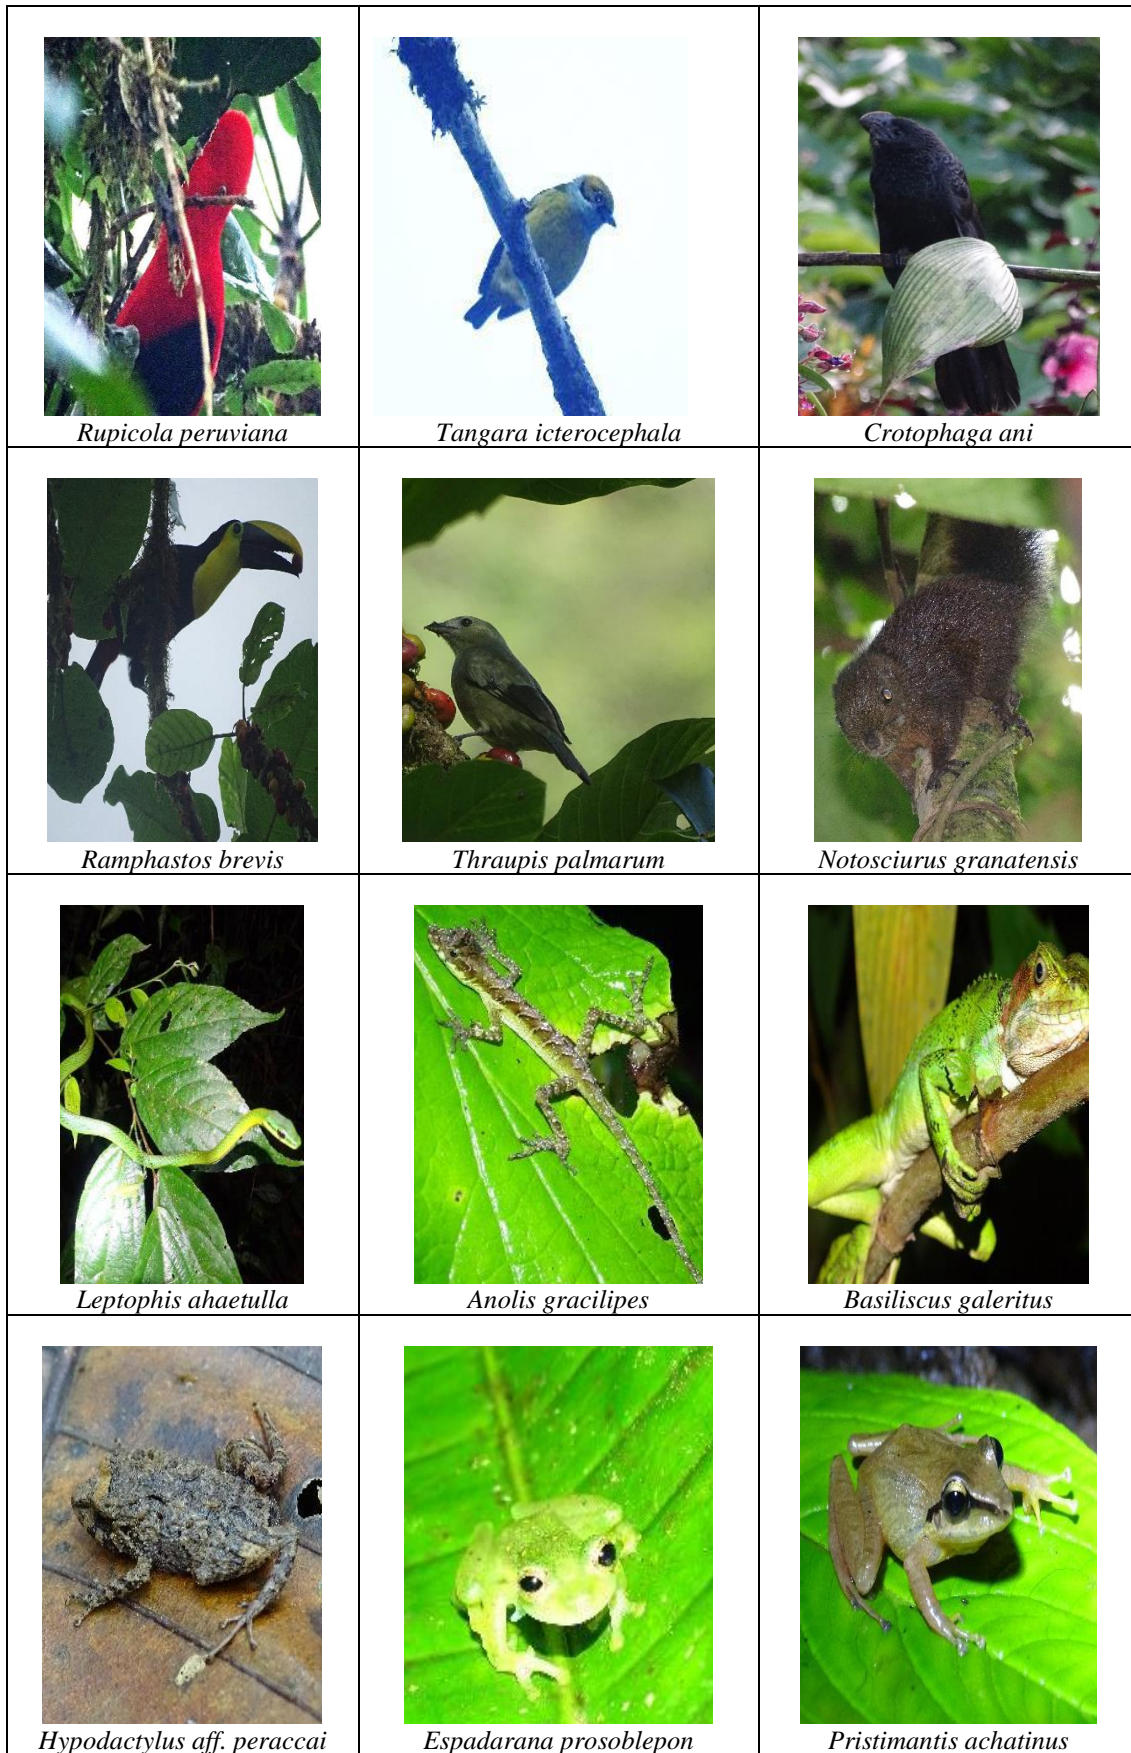 Rupicola peruviana
Tangara icterocephala
Crotophaga ani
Ramphastos brevis
Thraupis palmarum
Notosciurus granatensis
Leptophis ahaetulla
Anolis gracilipes
Basiliscus galeritus
Hypodactylus aff. peraccai
Espadarana prosoblepon
Pristimantis achatinus